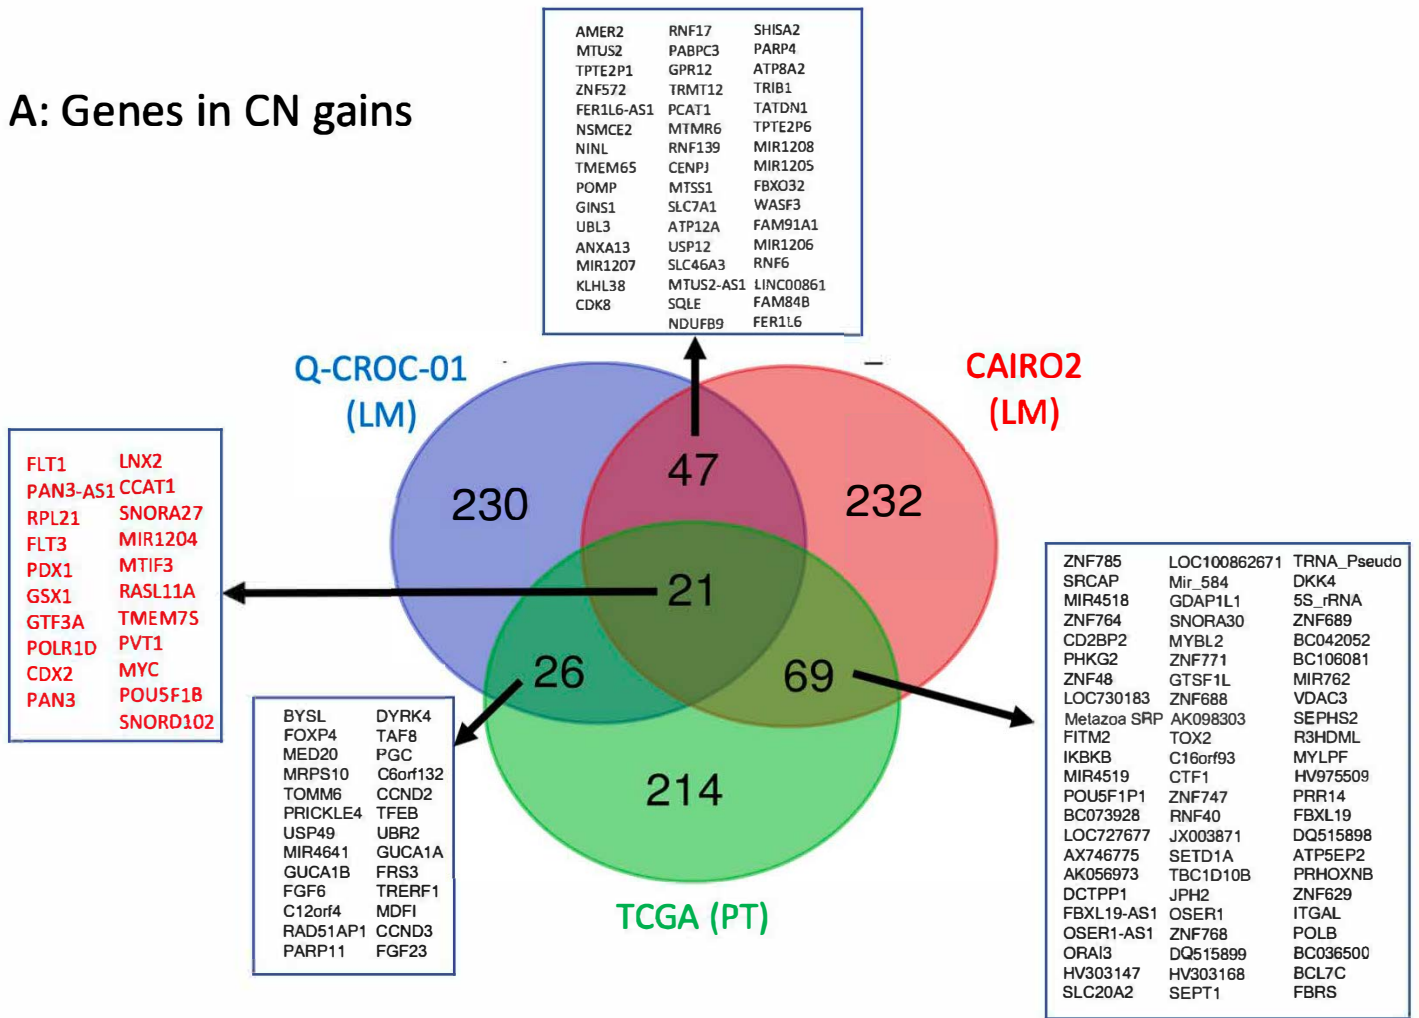 AMER2 RNF17 SHISA2
MTUS2 PABPC3 PARP4
TPTE2P1 GPR12 ATP8A2
ZNF572 TRMT12 TRIB1
FER1L6-AS1 PCAT1 TATDN1
NSMCE2 MTMR6 TPTE2P6
NINL RNF139 MIR1208
TMEM65 CENPJ MIR1205
POMP MTSS1 FBXO32
GINS1 SLC7A1 WASF3
UBL3 ATP12A FAM91A1
ANXA13 USP12 MIR1206
MIR1207 SLC46A3 RNF6
KLHL38 MTUS2-AS1 LINC00861
CDK8 SQLE FAM84B
NDUFB9 FER1L6
A: Genes in CN gains
Q-CROC-01
(LM)
CAIRO2
(LM)
FLT1 LNX2
PAN3-AS1 CCAT1
RPL21 SNORA27
FLT3 MIR1204
PDX1 MTIF3
GSX1 RASL11A
GTF3A TMEM75
POLR1D PVT1
CDX2 MYC
PAN3 POU5F1B
SNORD102
47
230
232
21
26
69
214
TCGA (PT)
BYSL DYRK4
FOXP4 TAF8
MED20 PGC
MRPS10 C6orf132
TOMM6 CCND2
PRICKLE4 TFEB
USP49 UBR2
MIR4641 GUCA1A
GUCA1B FRS3
FGF6 TRERF1
C12orf4 MDFI
RAD51AP1 CCND3
PARP11 FGF23
ZNF785 LOC100862671 TRNA_Pseudo
SRCAP Mir_584 DKK4
MIR4518 GDAP1L1 5S_rRNA
ZNF764 SNORA30 ZNF689
CD2BP2 MYBL2 BC042052
PHKG2 ZNF771 BC106081
ZNF48 GTSF1L MIR762
LOC730183 ZNF688 VDAC3
Metazoa SRP AK098303 SEPHS2
FITM2 TOX2 R3HDML
IKBKB C16orf93 MYLPF
MIR4519 CTF1 HV975509
POU5F1P1 ZNF747 PRR14
BC073928 RNF40 FBXL19
LOC727677 JX003871 DQ515898
AX746775 SETD1A ATP5EP2
AK056973 TBC1D10B PRHOXNB
DCTPP1 JPH2 ZNF629
FBXL19-AS1 OSER1 ITGAL
OSER1-AS1 ZNF768 POLB
ORAI3 DQ515899 BC036500
HV303147 HV303168 BCL7C
SLC20A2 SEPT1 FBRS